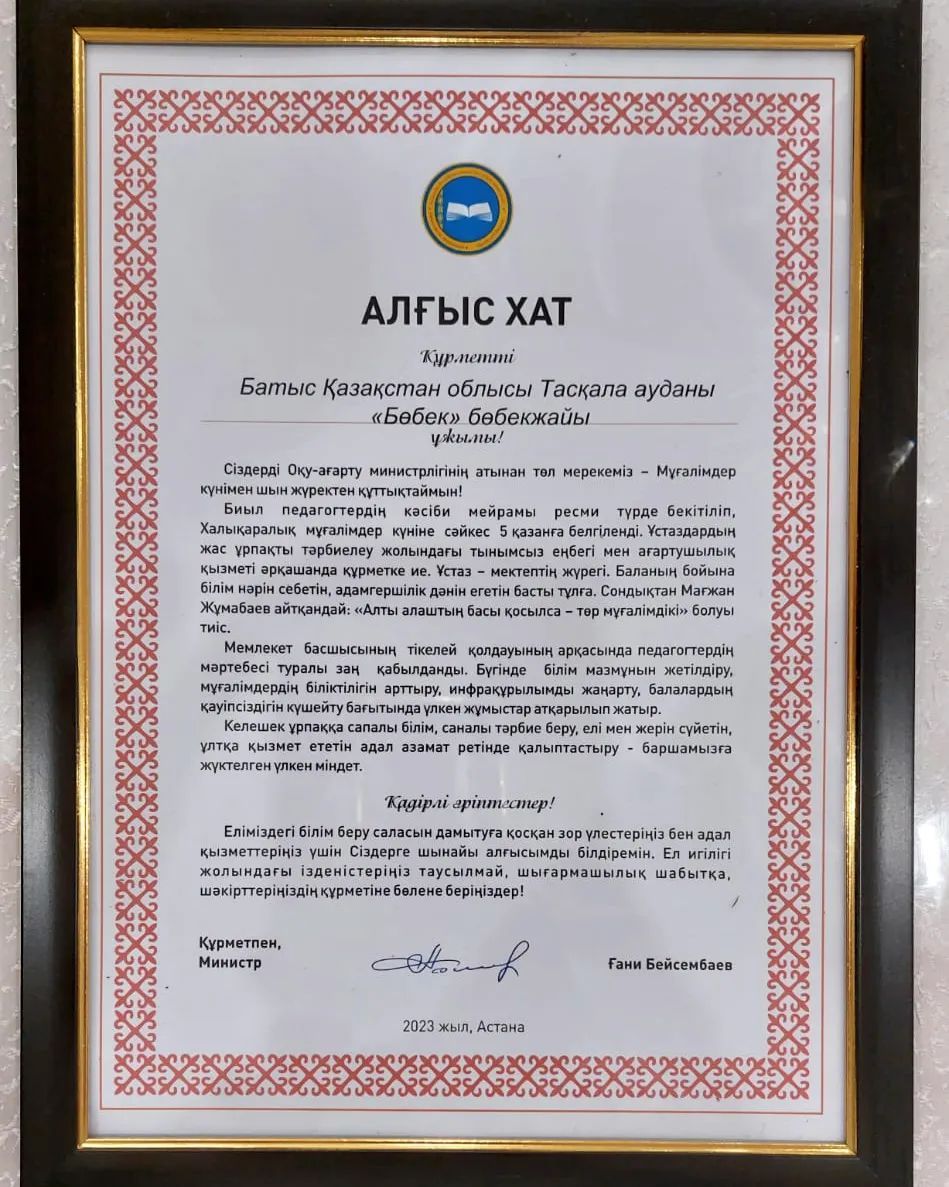 АЛҒЫС ХАТ
Құрметті
Батыс Қазақстан облысы Тасқала ауданы
«Бөбек» бөбекжайы
ұжымы!
Сіздерді Оқу-ағарту министрлігінің атынан төл мерекеміз – Мұғалімдер
күнімен шын жүректен құттықтаймын!
Биыл педагогтердің кәсіби мейрамы ресми түрде бекітіліп,
Халықаралық мұғалімдер күніне сәйкес 5 қазанға белгіленді. Ұстаздардың
жас ұрпақты тәрбиелеу жолындағы тынымсыз еңбегі мен ағартушылық
қызметі әрқашанда құрметке ие. Ұстаз – мектептің жүрегі. Баланың бойына
білім нәрін себетін, адамгершілік дәнін егетін басты тұлға. Сондықтан Мағжан
Жұмабаев айтқандай: «Алты алаштың басы қосылса – төр мұғалімдікі» болуы
тиіс.
Мемлекет басшысының тікелей қолдауының арқасында педагогтердің
мәртебесі туралы заң қабылданды. Бүгінде білім мазмұнын жетілдіру,
мұғалімдердің біліктілігін арттыру, инфрақұрылымды жаңарту, балалардың
қауіпсіздігін күшейту бағытында үлкен жұмыстар атқарылып жатыр.
Келешек ұрпаққа сапалы білім, саналы тәрбие беру, елі мен жерін сүйетін,
ұлтқа қызмет ететін адал азамат ретінде қалыптастыру - баршамызға
жүктелген үлкен міндет.
Қадірлі әріптестер!
Еліміздегі білім беру саласын дамытуға қосқан зор үлестеріңіз бен адал
қызметтеріңіз үшін Сіздерге шынайы алғысымды білдіремін. Ел игілігі
жолындағы ізденістеріңіз таусылмай, шығармашылық шабытқа,
шәкірттеріңіздің құрметіне бөлене беріңіздер!
Құрметпен,
Министр
Ғани Бейсембаев
2023 жыл, Астана